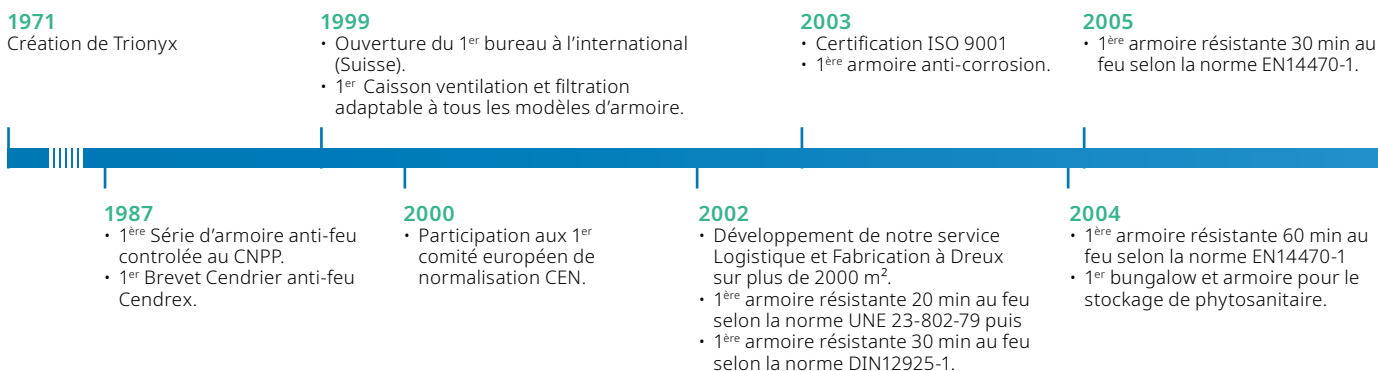 1971
Création de Trionyx
1999
• Ouverture du 1er bureau à l’international
(Suisse).
• 1er Caisson ventilation et filtration
adaptable à tous les modèles d’armoire.
2003
• Certification ISO 9001
• 1ère armoire anti-corrosion.
2005
• 1ère armoire résistante 30 min au
feu selon la norme EN14470-1.
1987
• 1ère Série d’armoire anti-feu
controlée au CNPP.
• 1er Brevet Cendrier anti-feu
Cendrex.
2000
• Participation aux 1er
comité européen de
normalisation CEN.
2002
• Développement de notre service
Logistique et Fabrication à Dreux
sur plus de 2000 m².
• 1ère armoire résistante 20 min au feu
selon la norme UNE 23-802-79 puis
• 1ère armoire résistante 30 min au feu
selon la norme DIN12925-1.
2004
• 1ère armoire résistante 60 min au
feu selon la norme EN14470-1
• 1er bungalow et armoire pour le
stockage de phytosanitaire.